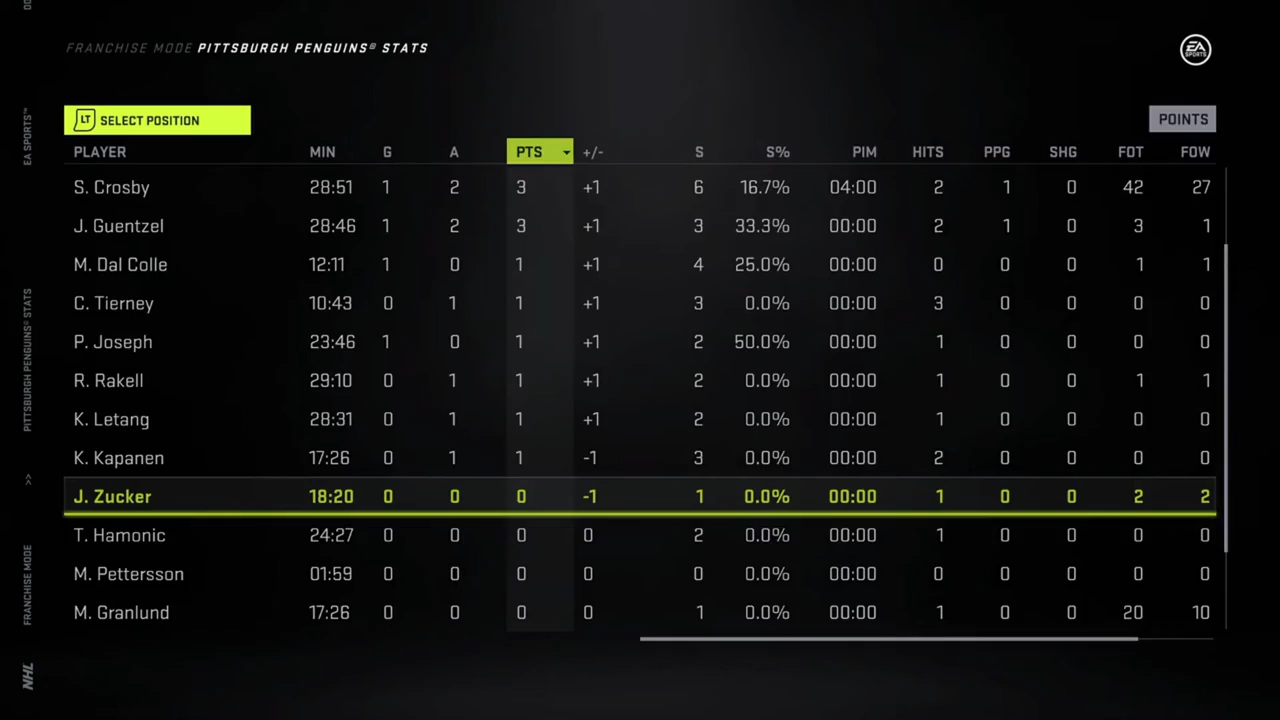 FRANCHISE MODE PITTSBURGH PENGUINS® STATS
EA SPORTS
LT SELECT POSITION
POINTS
PLAYER MIN G A PTS +/- S S% PIM HITS PPG SHG FOT FOW
S. Crosby 28:51 1 2 3 +1 6 16.7% 04:00 2 1 0 42 27
J. Guentzel 28:46 1 2 3 +1 3 33.3% 00:00 2 1 0 3 1
M. Dal Colle 12:11 1 0 1 +1 4 25.0% 00:00 0 0 0 1 1
C. Tierney 10:43 0 1 1 +1 3 0.0% 00:00 3 0 0 0 0
P. Joseph 23:46 1 0 1 +1 2 50.0% 00:00 1 0 0 0 0
R. Rakell 29:10 0 1 1 +1 2 0.0% 00:00 1 0 0 1 1
K. Letang 28:31 0 1 1 +1 2 0.0% 00:00 1 0 0 0 0
K. Kapanen 17:26 0 1 1 -1 3 0.0% 00:00 2 0 0 0 0
J. Zucker 18:20 0 0 0 -1 1 0.0% 00:00 1 0 0 2 2
T. Hamonic 24:27 0 0 0 0 2 0.0% 00:00 1 0 0 0 0
M. Pettersson 01:59 0 0 0 0 0 0.0% 00:00 0 0 0 0 0
M. Granlund 17:26 0 0 0 0 1 0.0% 00:00 1 0 0 20 10
NHL
FRANCHISE MODE
>>
PITTSBURGH PENGUINS® STATS
EA SPORTS™